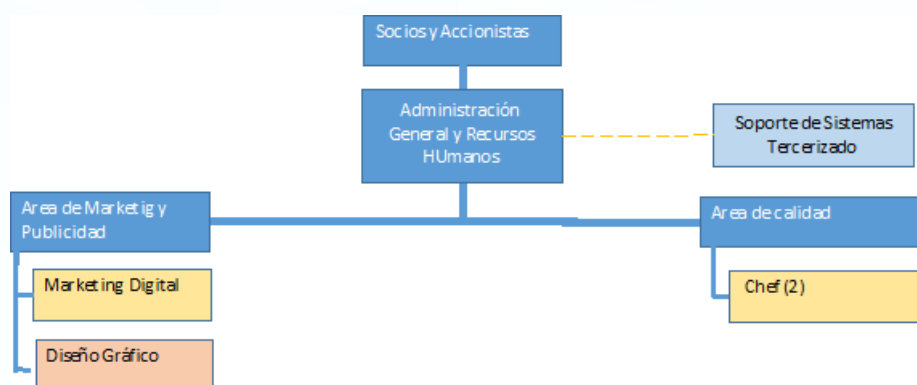 Socios y Accionistas
Administración
General y Recursos
HUmanos
Soporte de Sistemas
Tercerizado
Area de Marketig y
Publicidad
Area de calidad
Marketing Digital
Chef (2)
Diseño Gráfico